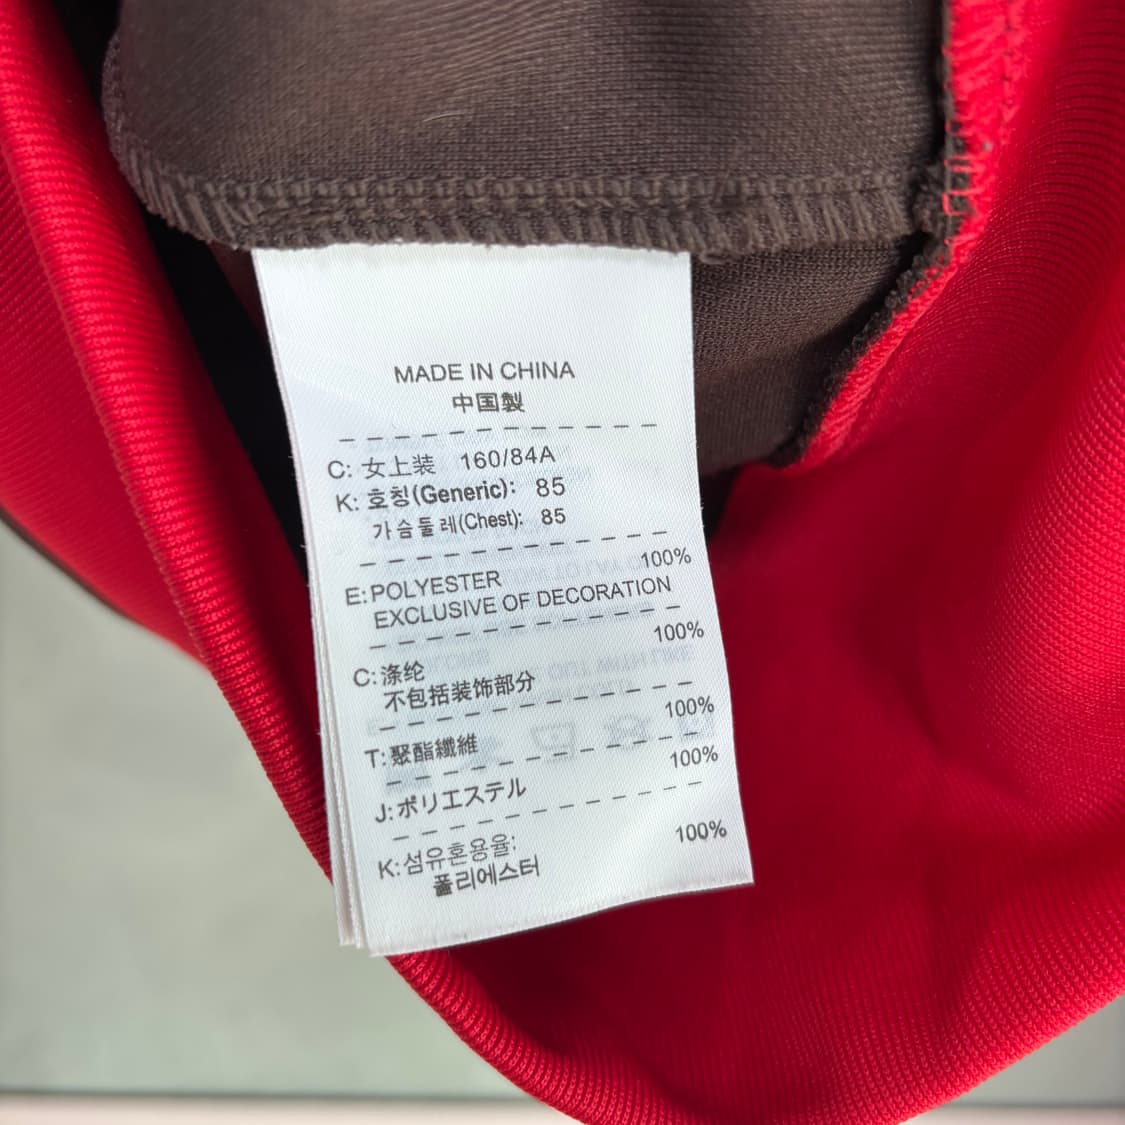 MADE IN CHINA
中国製
C: 女上装 160/84A
K: 호칭(Generic): 85
가슴둘레(Chest): 85
E: POLYESTER 100%
EXCLUSIVE OF DECORATION
C: 涤纶 100%
不包括装饰部分
T: 聚酯纖維 100%
J: ポリエステル 100%
K: 섬유혼용율:
폴리에스터 100%